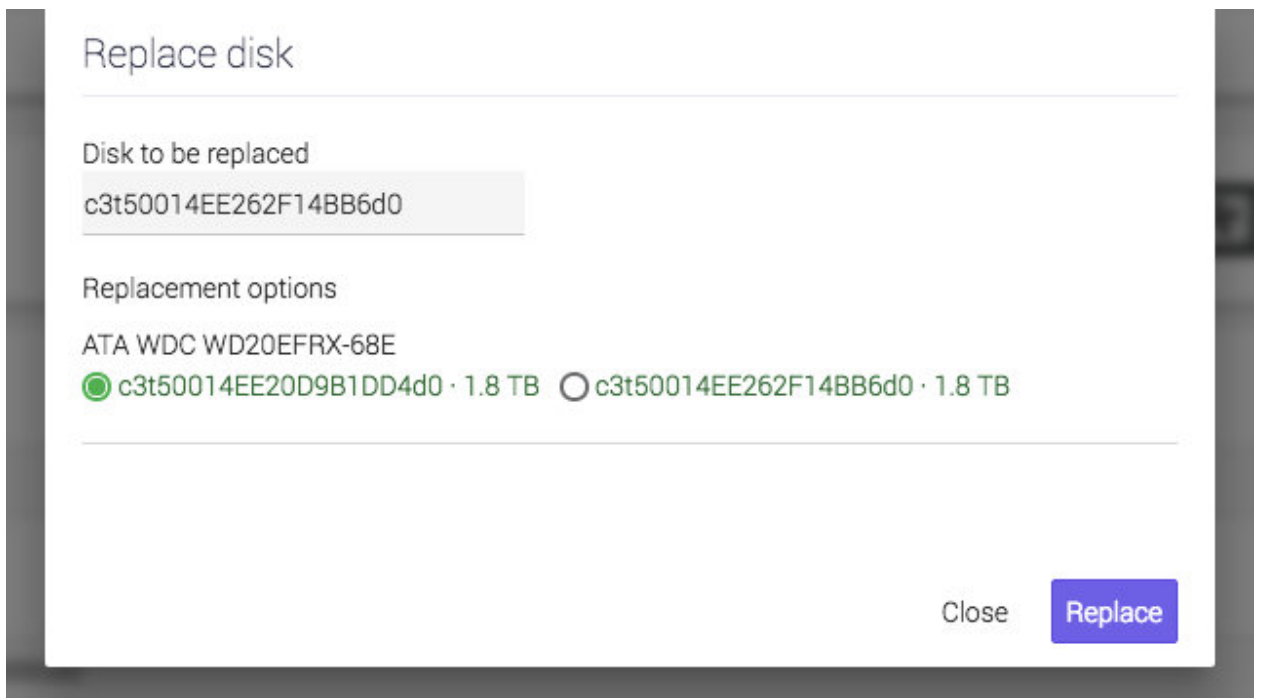 Replace disk
Disk to be replaced
c3t50014EE262F14BB6d0
Replacement options
ATA WDC WD20EFRX-68E
c3t50014EE20D9B1DD4d0 · 1.8 TB c3t50014EE262F14BB6d0 · 1.8 TB
Close Replace